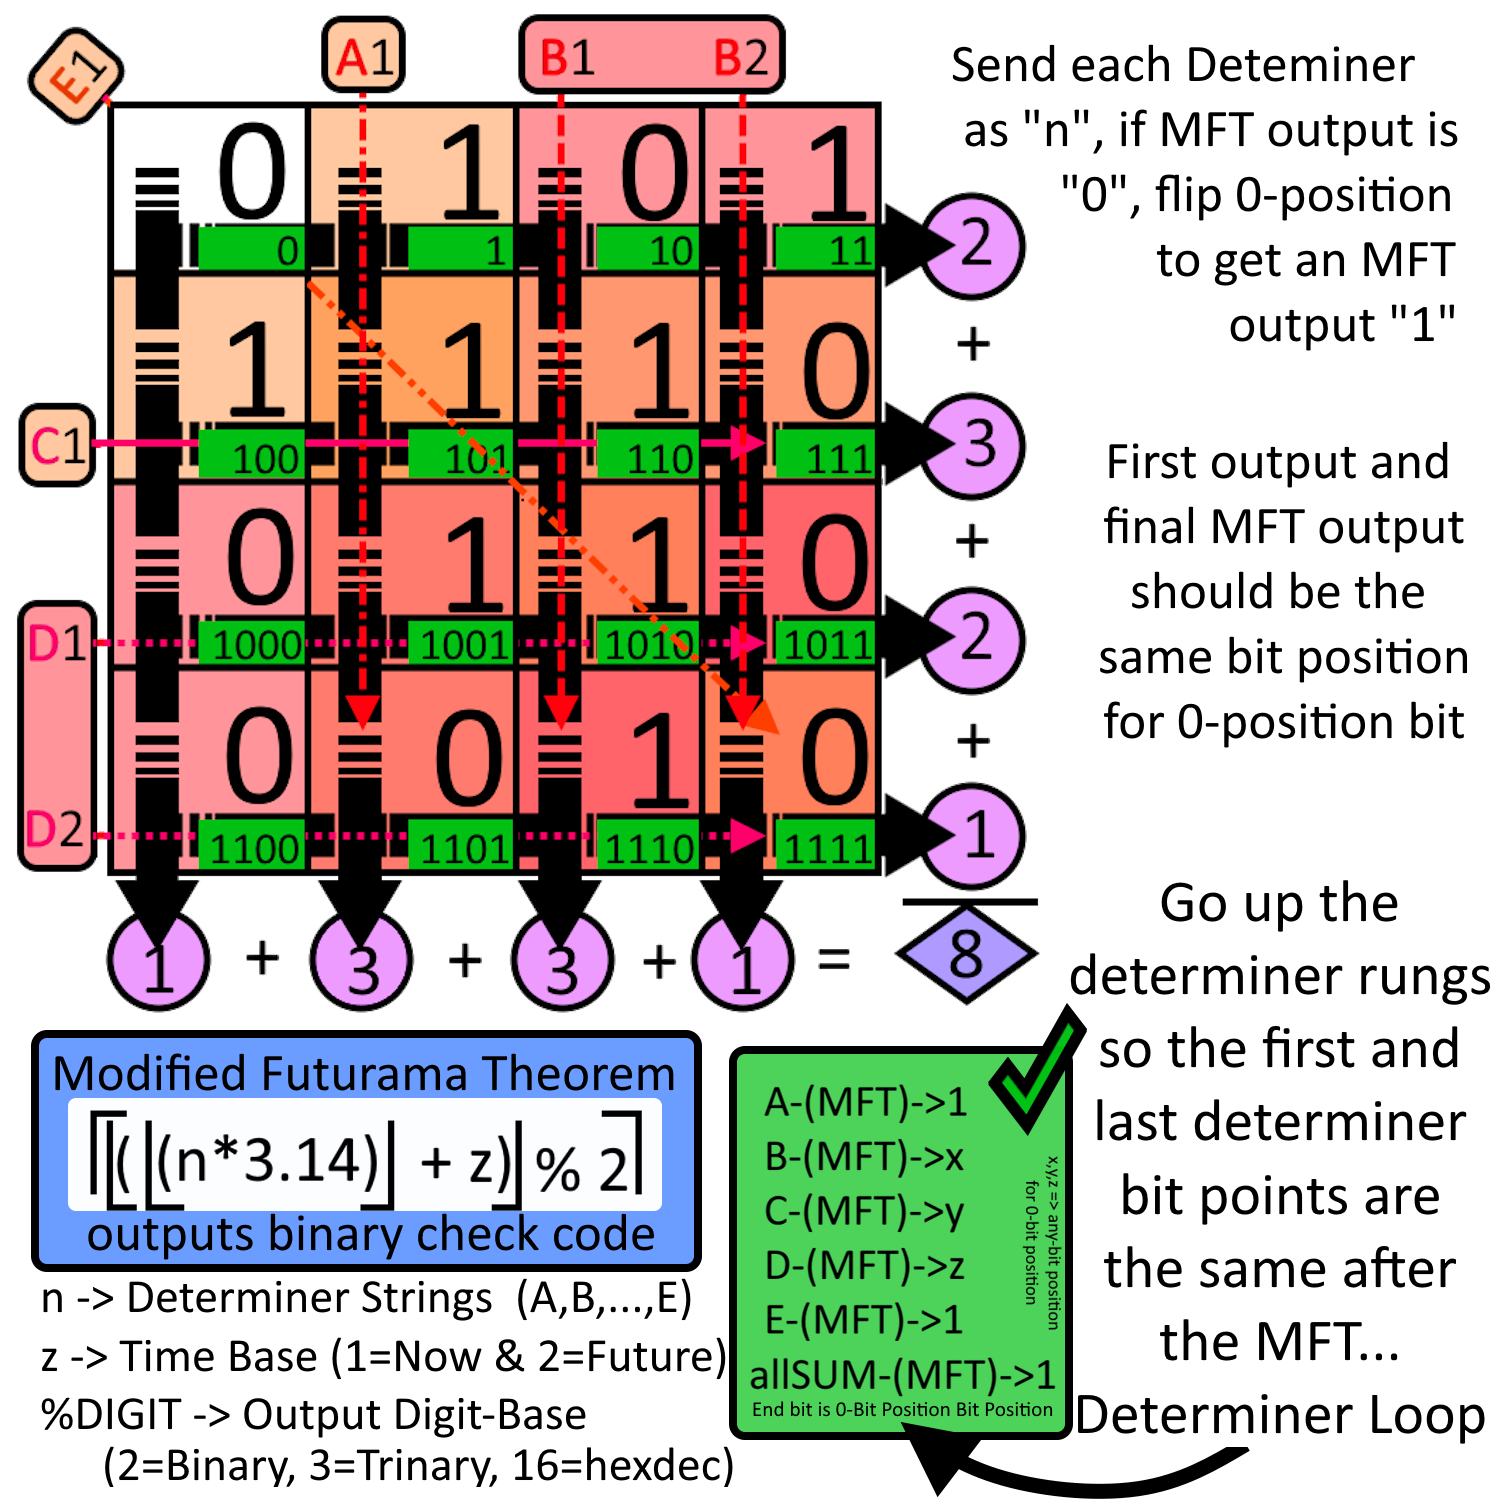 E1
A1
B1 B2
0 1 0 1
0 1 10 11
2
+
1 1 1 0
C1
100 101 110 111
3
+
0 1 1 0
D1
1000 1001 1010 1011
2
+
0 0 1 0
D2
1100 1101 1110 1111
1
1 + 3 + 3 + 1 = 8
Send each Deteminer
as "n", if MFT output is
"0", flip 0-position
to get an MFT
output "1"
First output and
final MFT output
should be the
same bit position
for 0-position bit
Go up the
determiner rungs
so the first and
last determiner
bit points are
the same after
the MFT...
Determiner Loop
Modified Futurama Theorem
⌈⌊(⌊(n*3.14)⌋ + z)⌋ % 2⌉
outputs binary check code
n -> Determiner Strings (A,B,...,E)
z -> Time Base (1=Now & 2=Future)
%DIGIT -> Output Digit-Base
(2=Binary, 3=Trinary, 16=hexdec)
A-(MFT)->1
B-(MFT)->x
C-(MFT)->y
D-(MFT)->z
E-(MFT)->1
allSUM-(MFT)->1
End bit is 0-Bit Position Bit Position
x,y,z => any-bit position
for 0-bit position